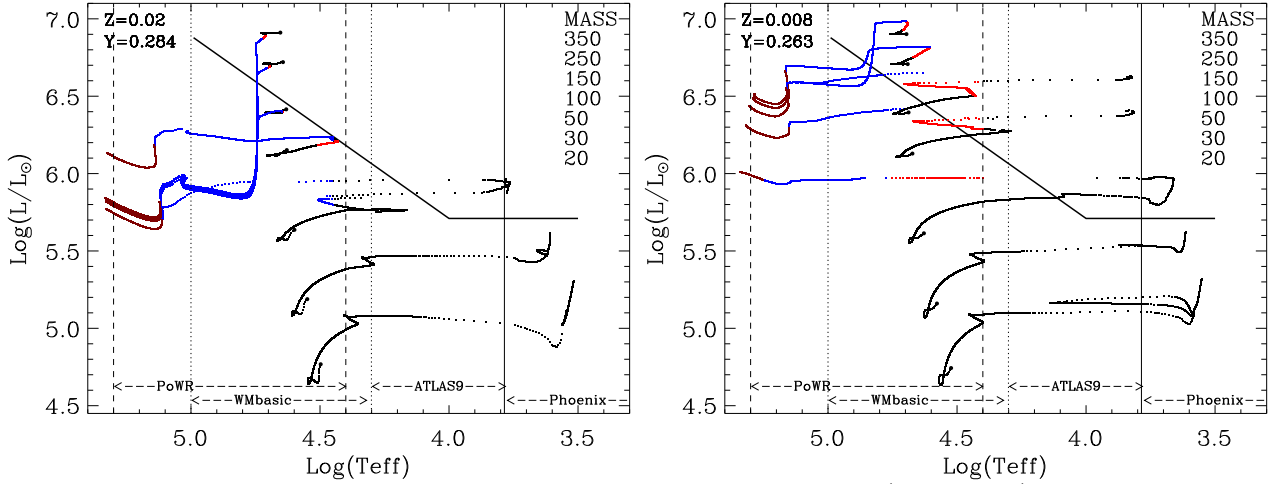 Z=0.02
Y=0.284
MASS
350
250
150
100
50
30
20
7.0
6.5
6.0
5.5
5.0
4.5
Log(L/L⊙)
<--PoWR-->
<--WMbasic-->
<--ATLAS9-->
<--Phoenix--
5.0 4.5 4.0 3.5
Log(Teff)
Z=0.008
Y=0.263
MASS
350
250
150
100
50
30
20
7.0
6.5
6.0
5.5
5.0
4.5
Log(L/L⊙)
<--PoWR-->
<--WMbasic-->
<--ATLAS9-->
<--Phoenix--
5.0 4.5 4.0 3.5
Log(Teff)